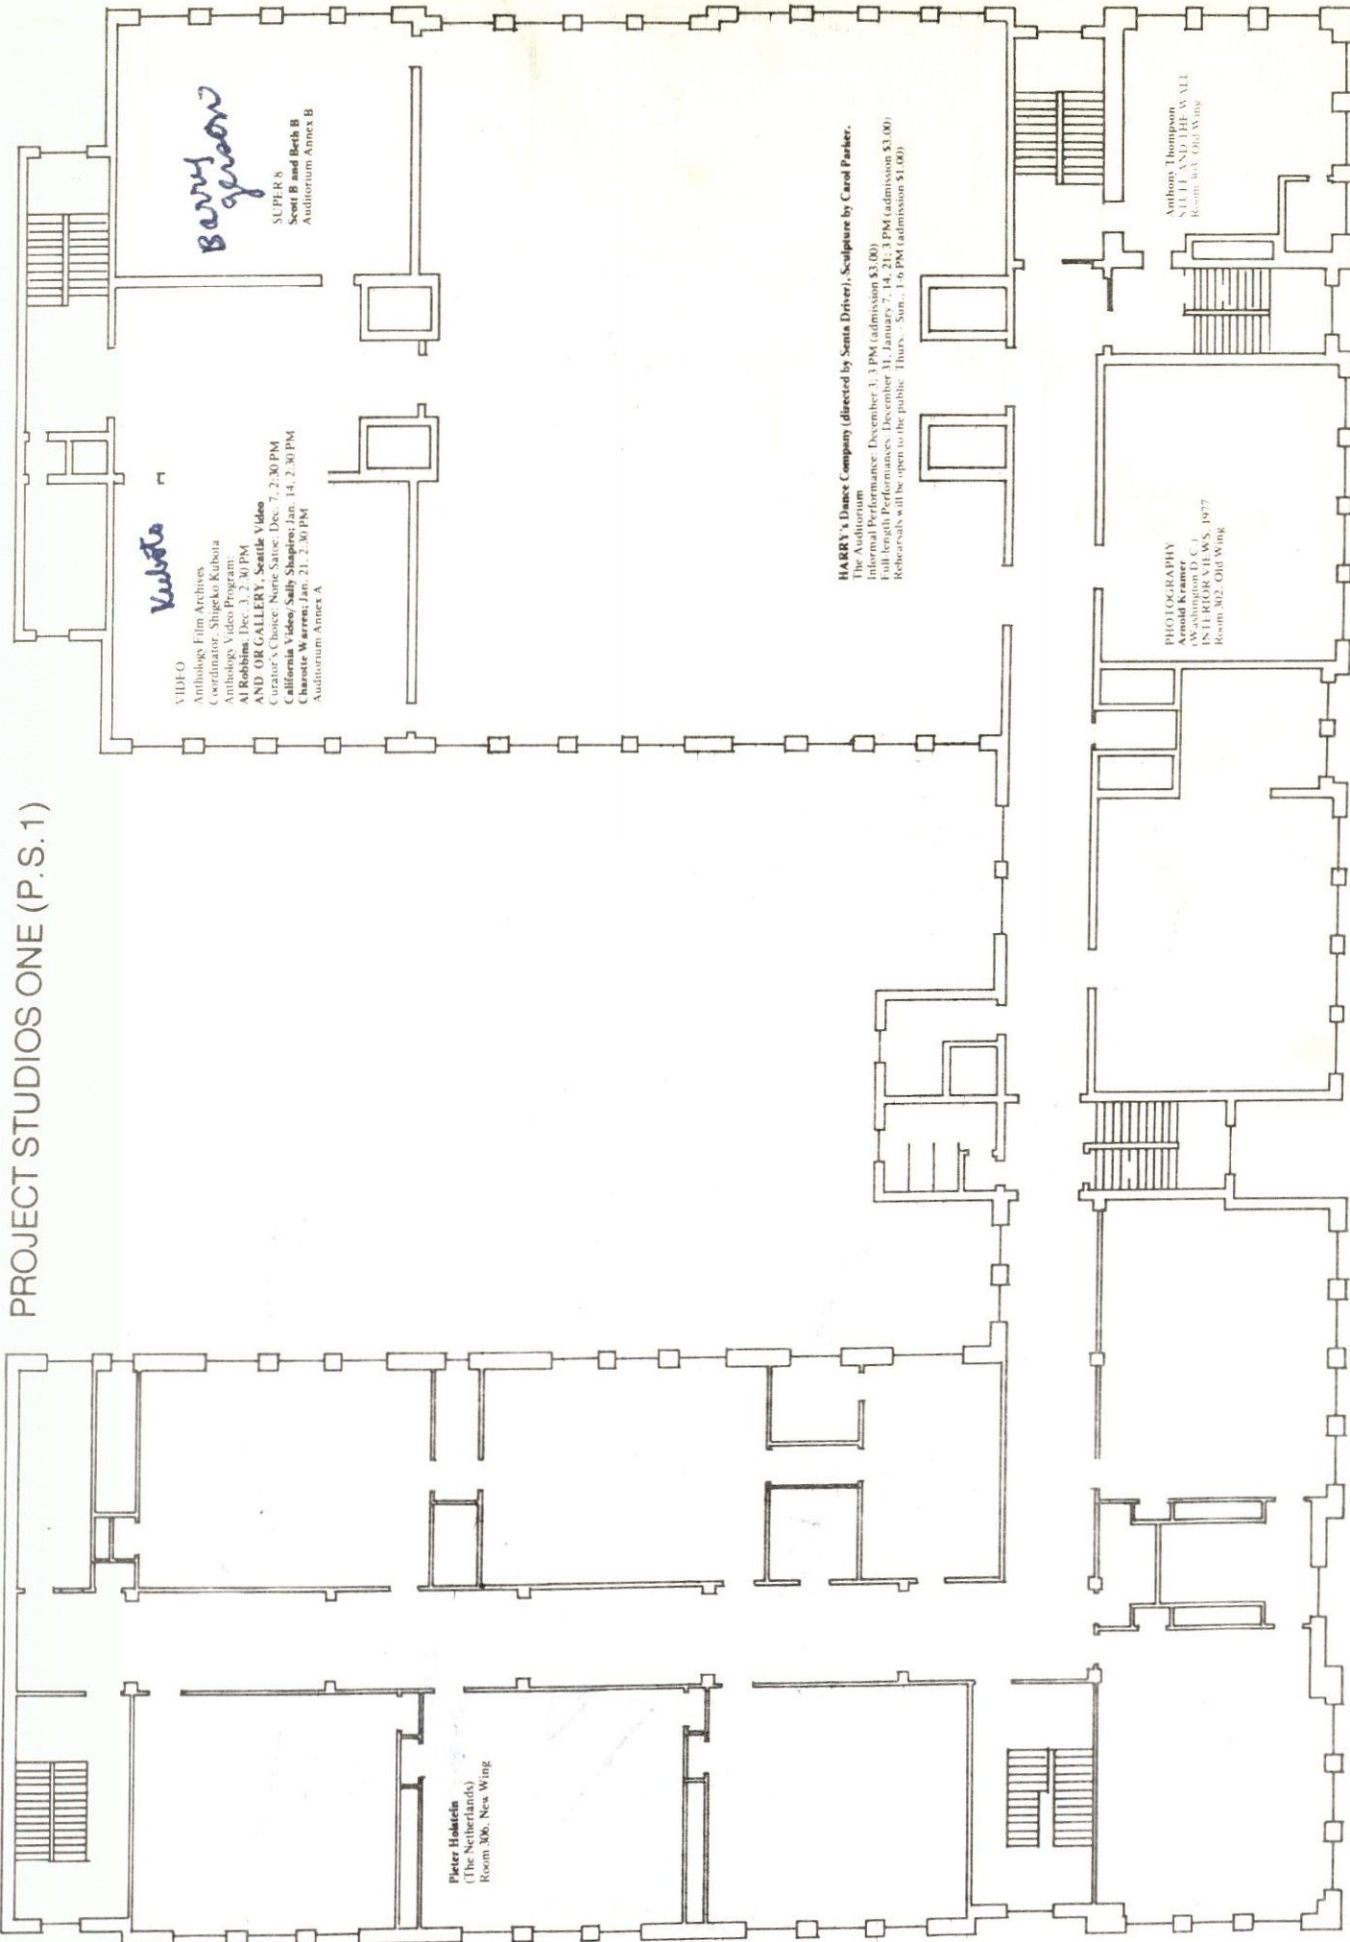 PROJECT STUDIOS ONE (P.S.1)
Kubota
VIDEO
Anthology Film Archives
Coordinator, Shigeko Kubota
Anthology Video Program:
Al Robbins; Dec. 3, 2:30 PM
AND/OR GALLERY, Seattle Video
Curator's Choice: Norie Satoe; Dec. 7, 2:30 PM
California Video/Sally Shapiro; Jan. 14, 2:30 PM
Charotte Warren; Jan. 21, 2:30 PM
Auditorium Annex A
Barry
gerson
SUPER 8
Scott B and Beth B
Auditorium Annex B
HARRY's Dance Company (directed by Senta Driver), Sculpture by Carol Parker.
The Auditorium
Informal Performance: December 3; 3 PM (admission $3.00)
Full-length Performances: December 31, January 7, 14, 21; 3 PM (admission $3.00)
Rehearsals will be open to the public: Thurs. - Sun., 1-6 PM (admission $1.00)
Pieter Holstein
(The Netherlands)
Room 306, New Wing
PHOTOGRAPHY
Arnold Kramer
(Washington D.C.)
INTERIOR VIEWS, 1977
Room 302, Old Wing
Anthony Thompson
AND THE WALL
Old Wing